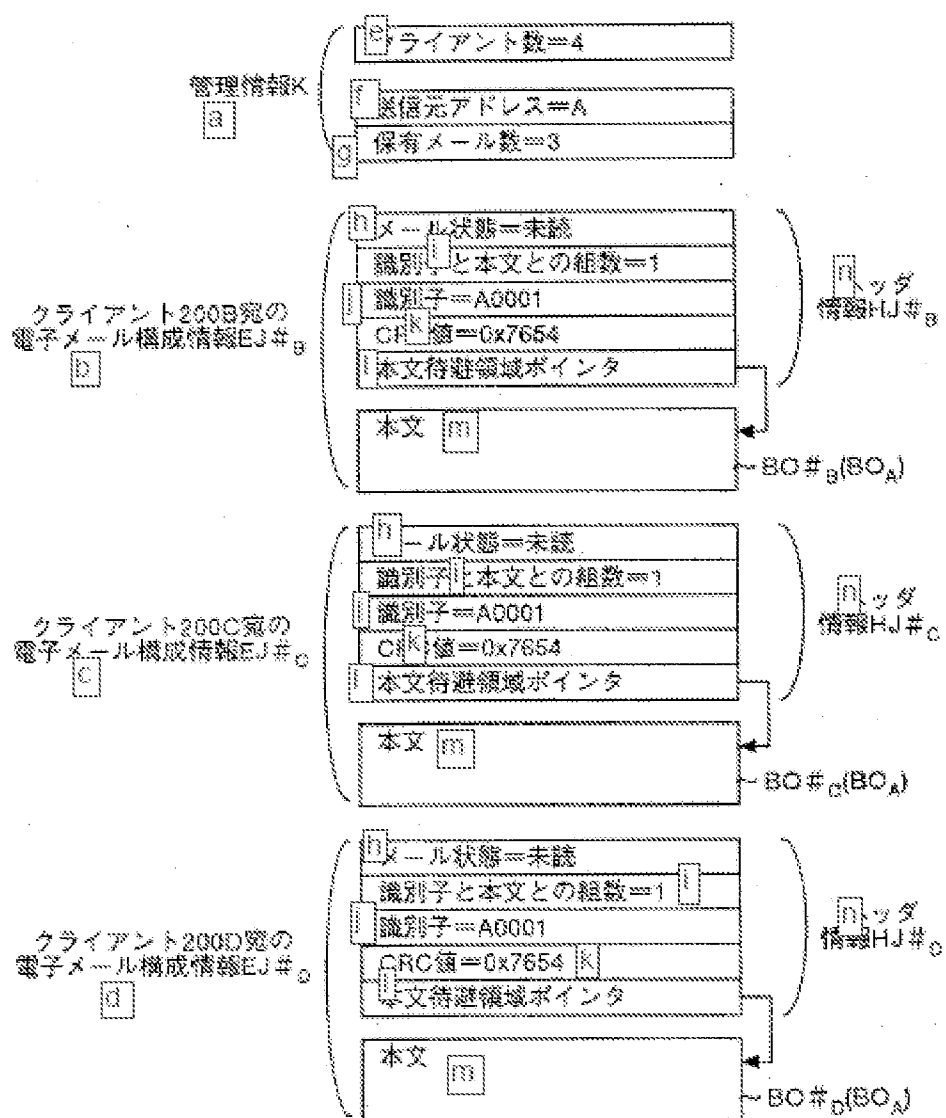 e ライアント数＝4
管理情報K
a
f 信元アドレス＝A
g 保有メール数＝3
h メール状態＝未読
i 識別子と本文との組数＝1
j 識別子＝A0001
k CRC値＝0x7654
l 本文待避領域ポインタ
n ッダ
情報HJ#B
クライアント200B宛の
電子メール構成情報EJ#B
b
本文 m
BO#B(BOA)
h ール状態＝未読
i 識別子と本文との組数＝1
j 識別子＝A0001
k C 値＝0x7654
l 本文待避領域ポインタ
n ッダ
情報HJ#C
クライアント200C宛の
電子メール構成情報EJ#C
c
本文 m
BO#C(BOA)
h メール状態＝未読
識別子と本文との組数＝1 i
j 識別子＝A0001
CRC値＝0x7654 k
l 本文待避領域ポインタ
n ッダ
情報HJ#D
クライアント200D宛の
電子メール構成情報EJ#D
d
本文 m
BO#D(BOA)